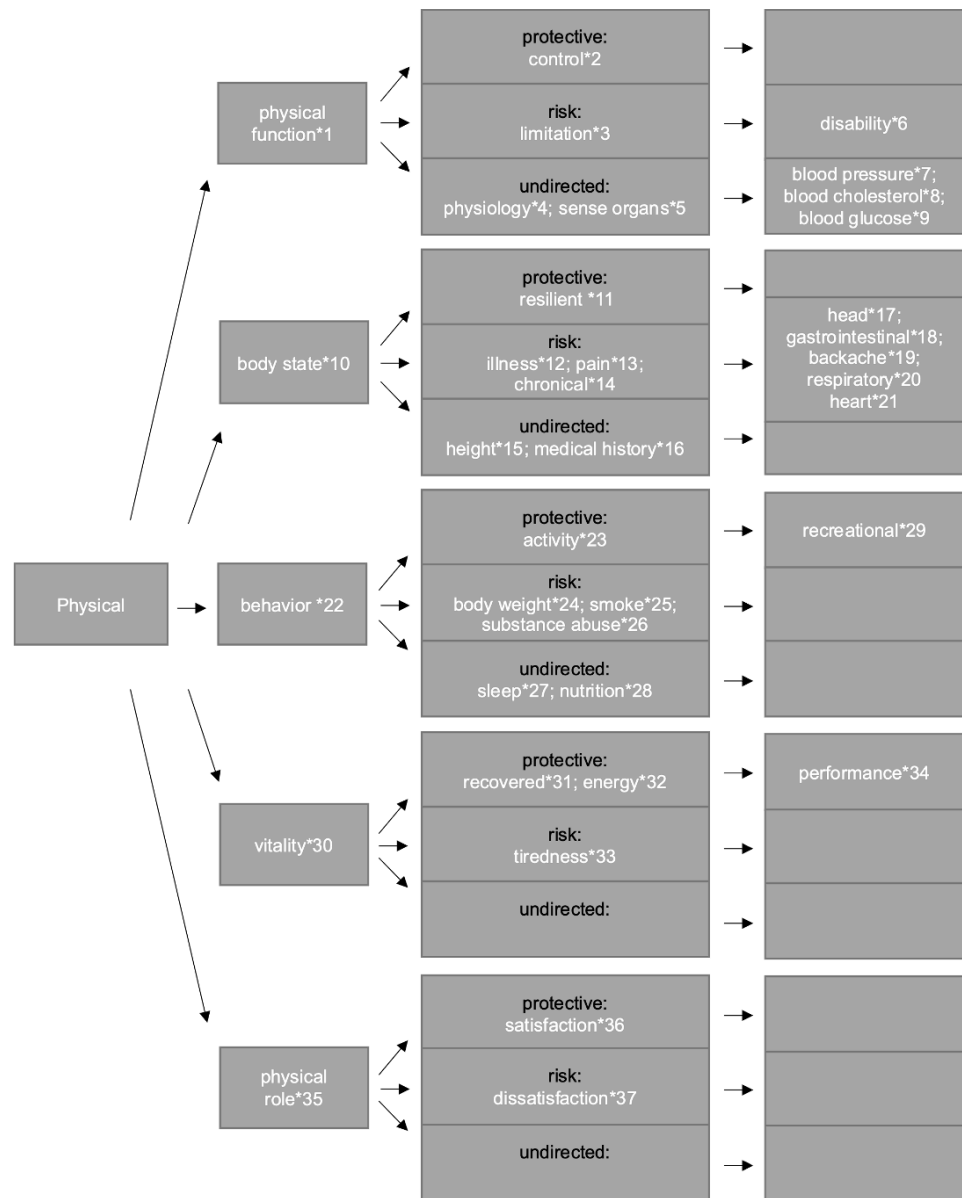 protective:
control*2
physical
function*1
risk:
limitation*3
disability*6
undirected:
physiology*4; sense organs*5
blood pressure*7;
blood cholesterol*8;
blood glucose*9
protective:
resilient *11
body state*10
risk:
illness*12; pain*13;
chronical*14
head*17;
gastrointestinal*18;
backache*19;
respiratory*20
heart*21
undirected:
height*15; medical history*16
protective:
activity*23
recreational*29
Physical
behavior *22
risk:
body weight*24; smoke*25;
substance abuse*26
undirected:
sleep*27; nutrition*28
protective:
recovered*31; energy*32
performance*34
vitality*30
risk:
tiredness*33
undirected:
protective:
satisfaction*36
physical
role*35
risk:
dissatisfaction*37
undirected: